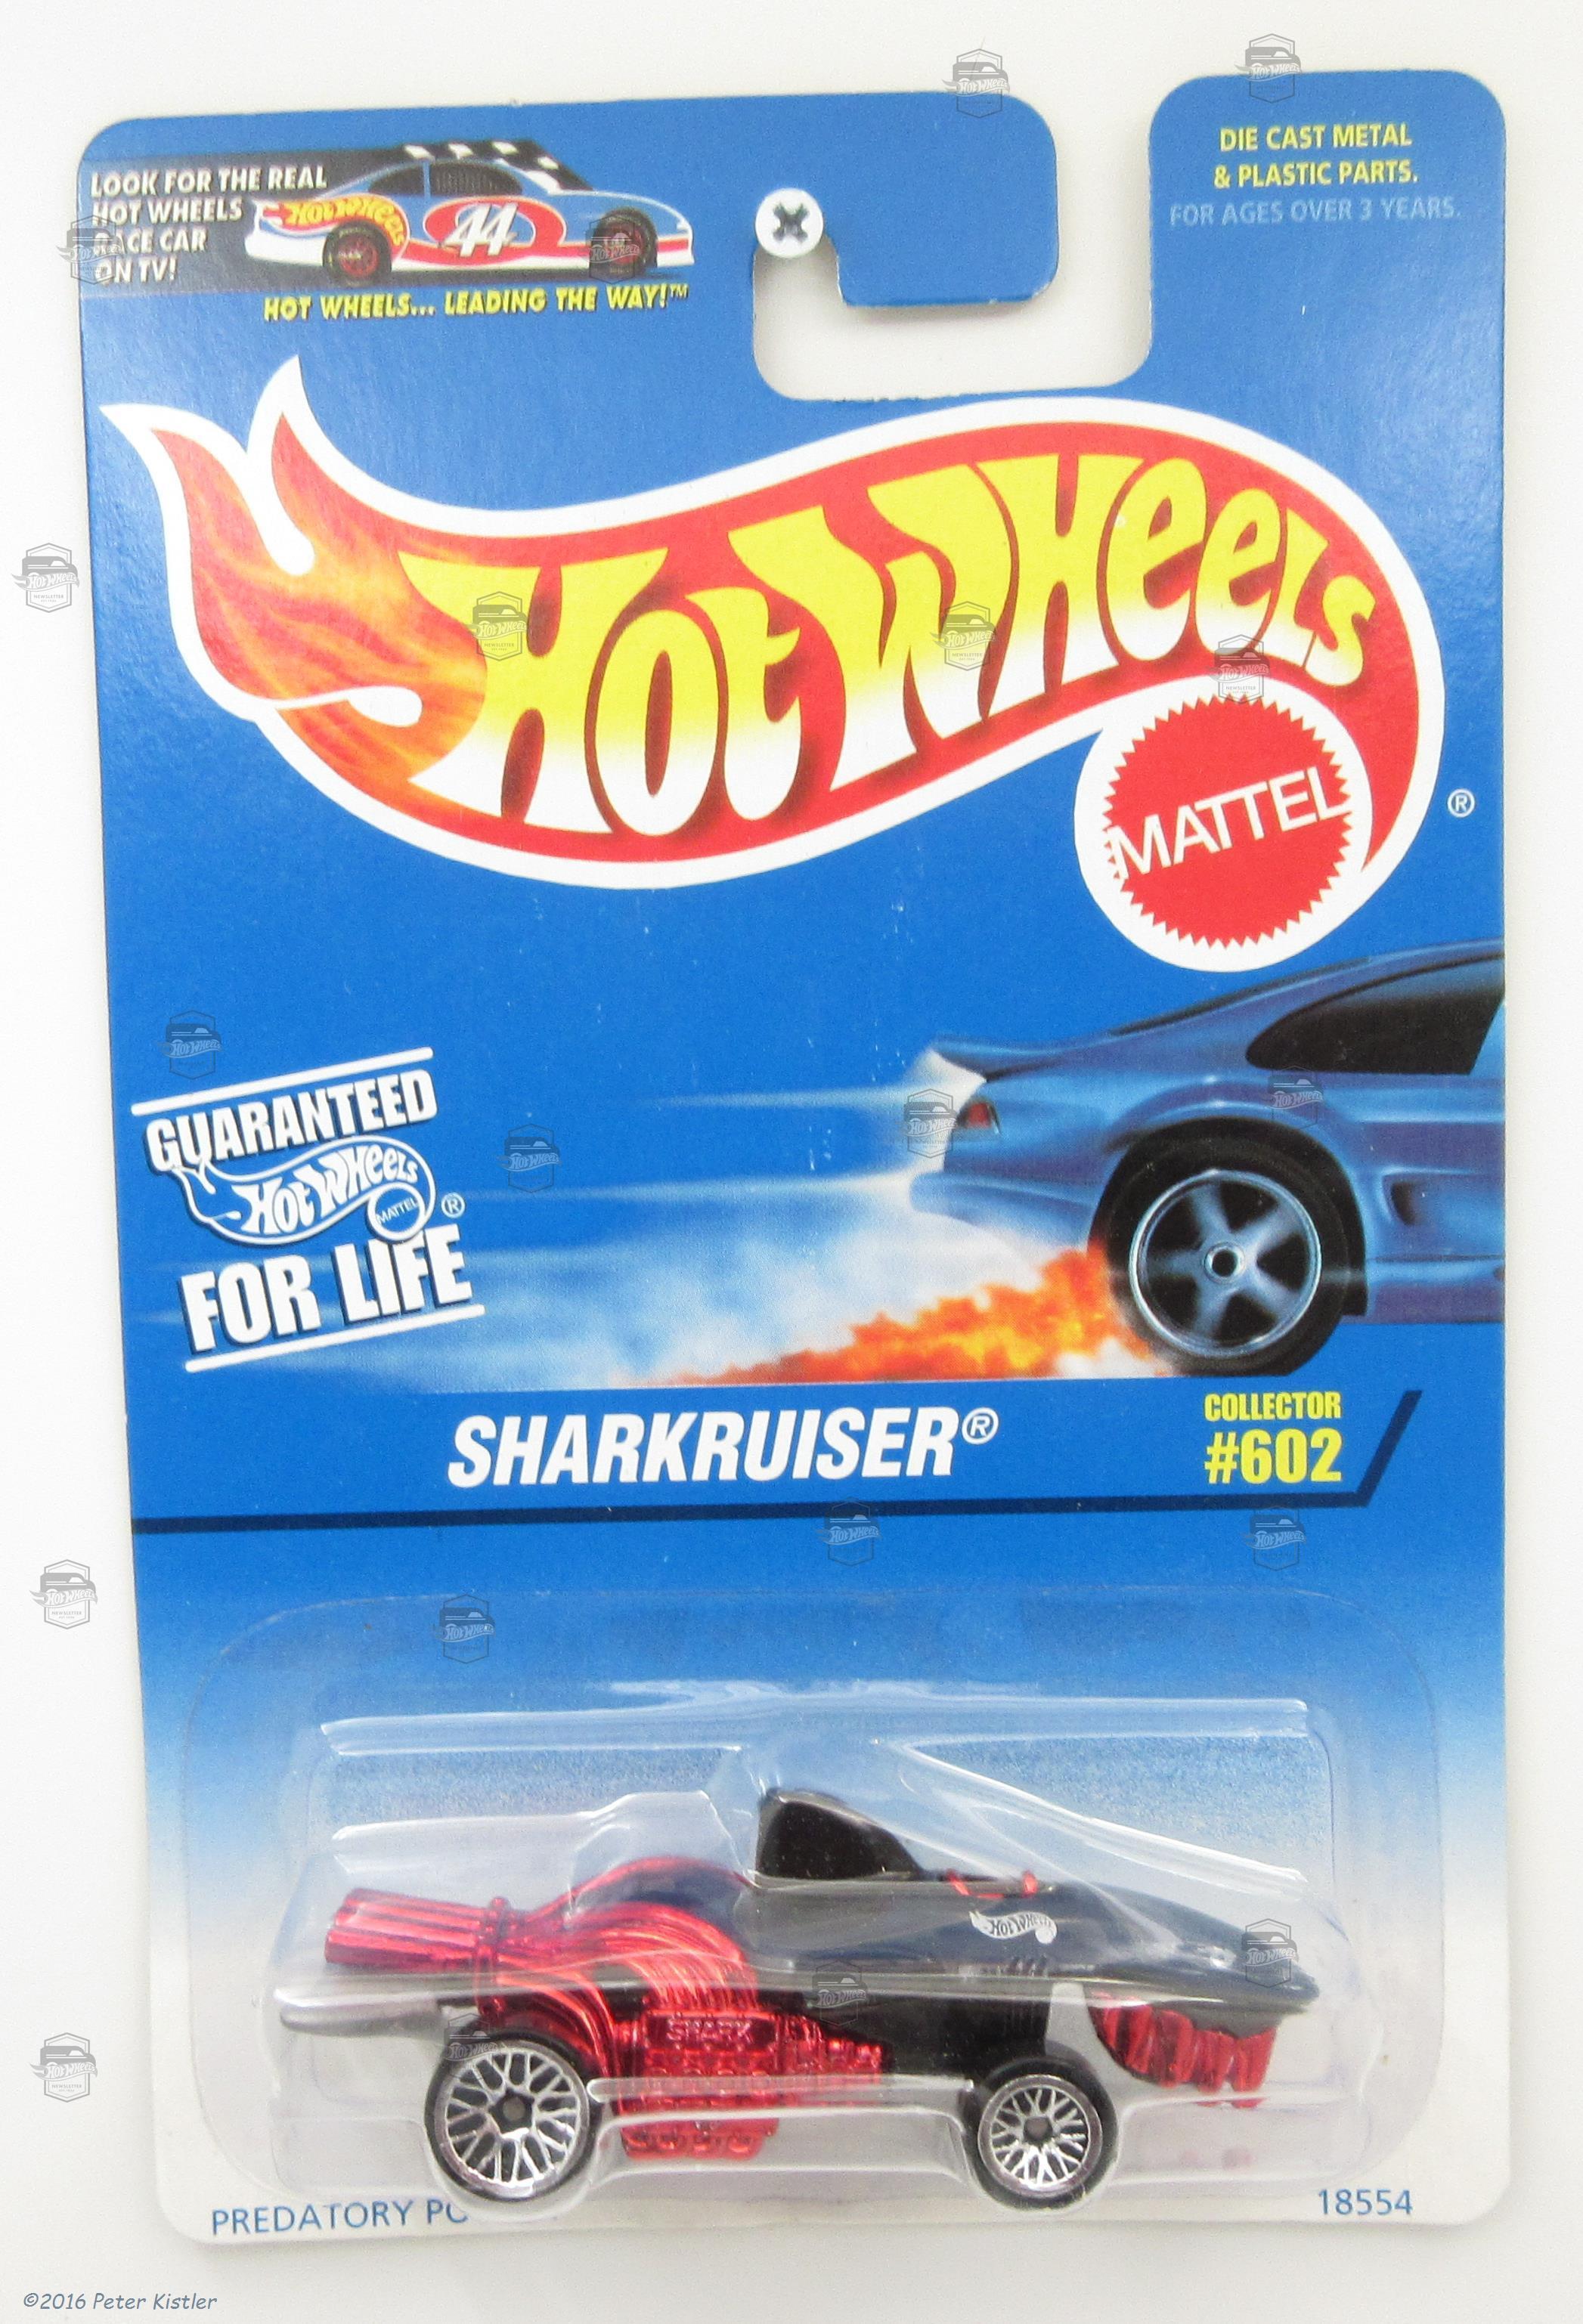 LOOK FOR THE REAL
HOT WHEELS
RACE CAR
ON TV!
Hot Wheels
44
HOT WHEELS... LEADING THE WAY!™
DIE CAST METAL
& PLASTIC PARTS.
FOR AGES OVER 3 YEARS.
Hot Wheels
MATTEL
®
GUARANTEED
Hot Wheels
MATTEL
®
FOR LIFE
SHARKRUISER®
COLLECTOR
#602
Hot Wheels
SHARK
PREDATORY
18554
©2016 Peter Kistler